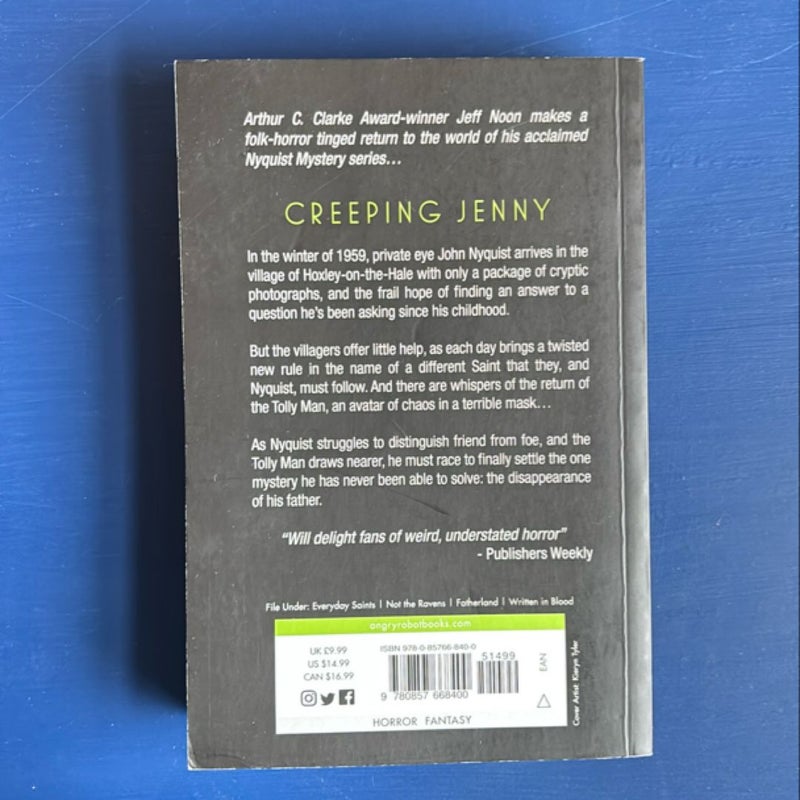 Arthur C. Clarke Award-winner Jeff Noon makes a
folk-horror tinged return to the world of his acclaimed
Nyquist Mystery series...
CREEPING JENNY
In the winter of 1959, private eye John Nyquist arrives in the
village of Hoxley-on-the-Hale with only a package of cryptic
photographs, and the frail hope of finding an answer to a
question he's been asking since his childhood.
But the villagers offer little help, as each day brings a twisted
new rule in the name of a different Saint that they, and
Nyquist, must follow. And there are whispers of the return of
the Tolly Man, an avatar of chaos in a terrible mask...
As Nyquist struggles to distinguish friend from foe, and the
Tolly Man draws nearer, he must race to finally settle the one
mystery he has never been able to solve: the disappearance
of his father.
"Will delight fans of weird, understated horror"
- Publishers Weekly
File Under: Everyday Saints | Not the Ravens | Fatherland | Written in Blood
angryrobotbooks.com
UK £9.99
US $14.99
CAN $16.99
ISBN 978-0-85766-840-0
51499
9 780857 668400
EAN
HORROR FANTASY
Cover Artist: Kieryn Tyler